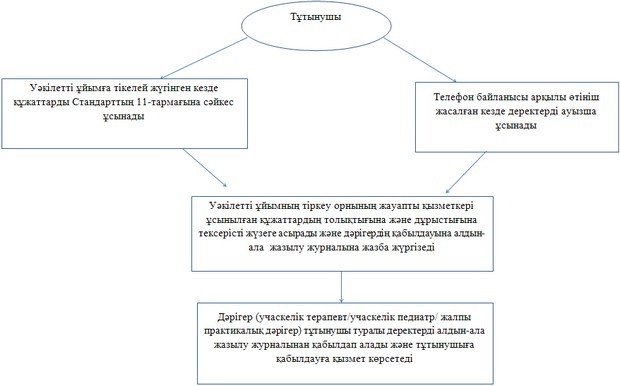 Тұтынушы
Уәкілетті ұйымға тікелей жүгінген кезде
құжаттарды Стандарттың 11-тармағына сәйкес
ұсынады
Телефон байланысы арқылы өтініш
жасалған кезде деректерді ауызша
ұсынады
Уәкілетті ұйымның тіркеу орнының жауапты қызметкері
ұсынылған құжаттардың толықтығына және дұрыстығына
тексерісті жүзеге асырады және дәрігердің қабылдауына алдын-
ала жазылу журналына жазба жүргізеді
Дәрігер (учаскелік терапевт/учаскелік педиатр/ жалпы
практикалық дәрігер) тұтынушы туралы деректерді алдын-ала
жазылу журналынан қабылдап алады және тұтынушыға
қабылдауға қызмет көрсетеді